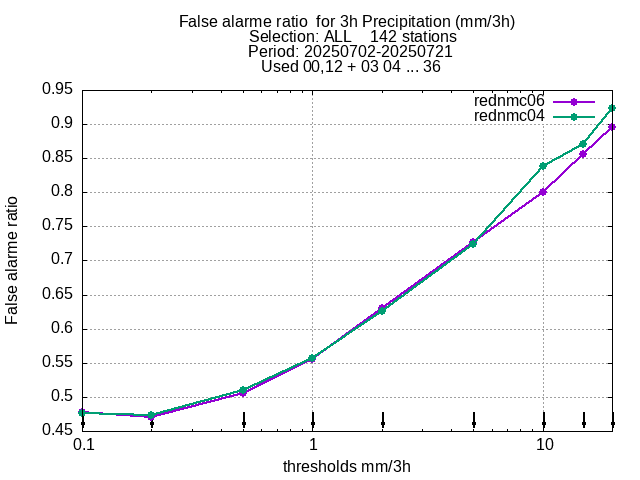 False alarme ratio  for 3h Precipitation (mm/3h)
Selection: ALL    142 stations
Period: 20250702-20250721
Used 00,12 + 03 04 ... 36
rednmc06
rednmc04
0.95
0.9
0.85
0.8
0.75
0.7
0.65
0.6
0.55
0.5
0.45
False alarme ratio
0.1
1
10
thresholds mm/3h